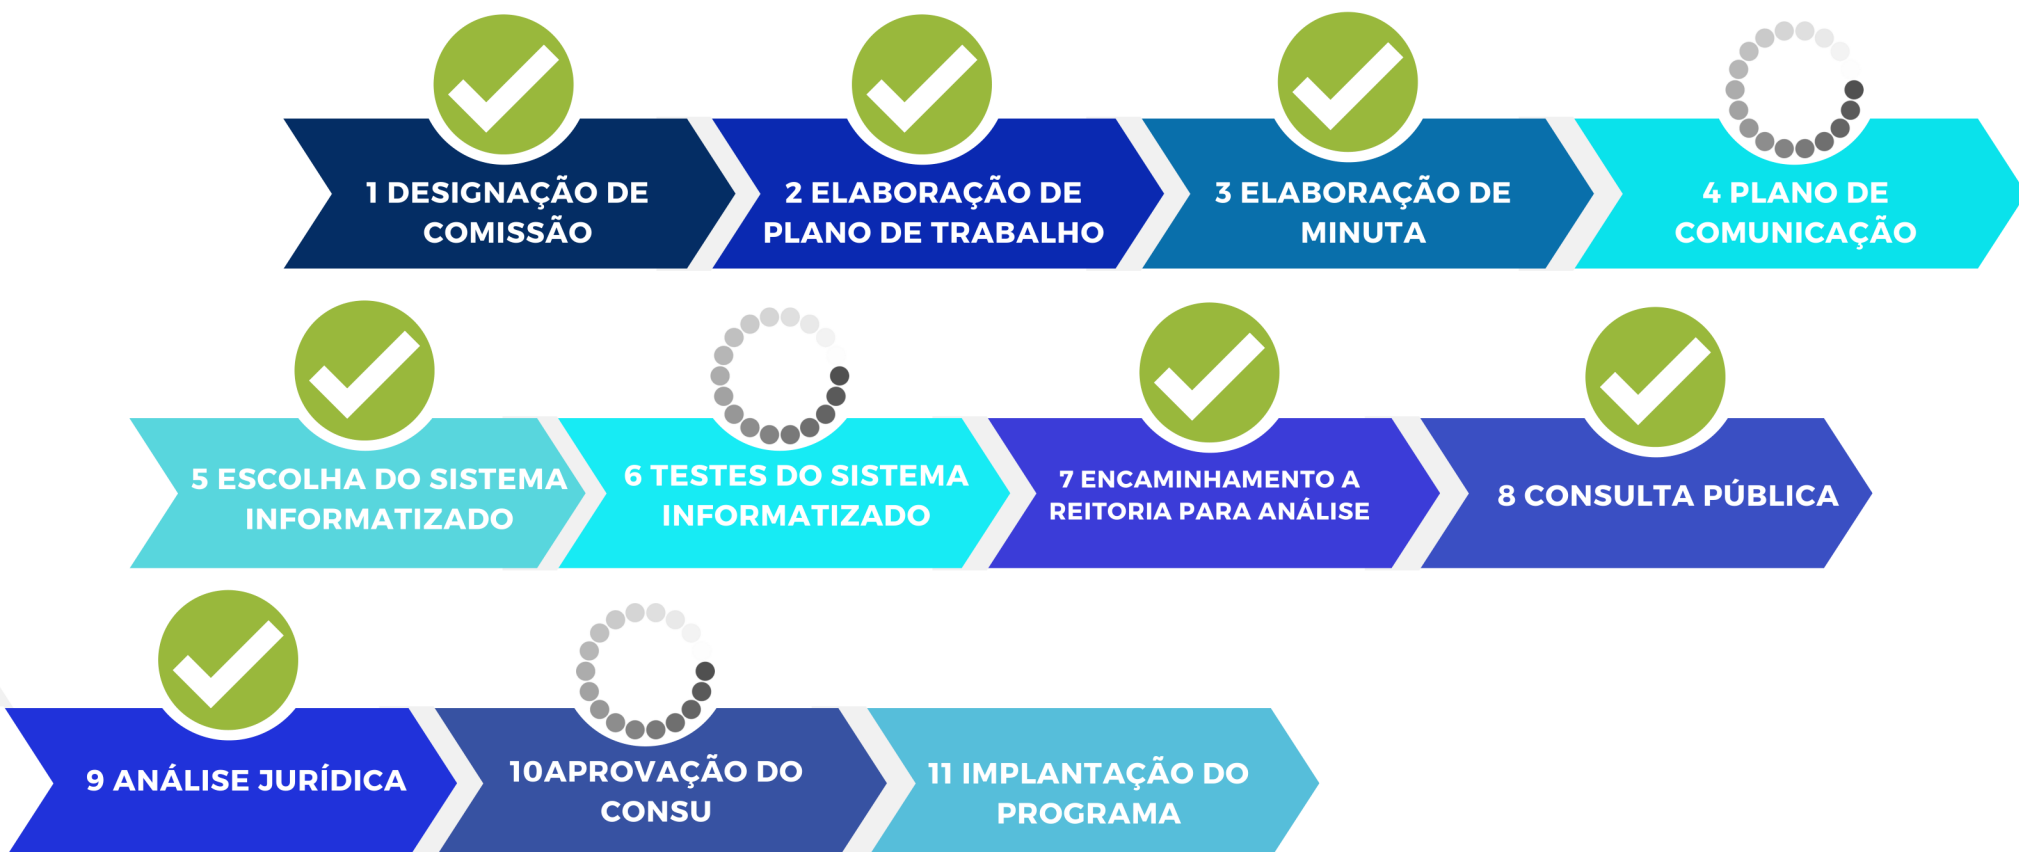 1 DESIGNAÇÃO DE
COMISSÃO
2 ELABORAÇÃO DE
PLANO DE TRABALHO
3 ELABORAÇÃO DE
MINUTA
4 PLANO DE
COMUNICAÇÃO
5 ESCOLHA DO SISTEMA
INFORMATIZADO
6 TESTES DO SISTEMA
INFORMATIZADO
7 ENCAMINHAMENTO A
REITORIA PARA ANÁLISE
8 CONSULTA PÚBLICA
9 ANÁLISE JURÍDICA
10APROVAÇÃO DO
CONSU
11 IMPLANTAÇÃO DO
PROGRAMA